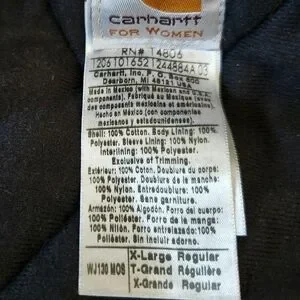 carhartt
FOR WOMEN
RN# 14806
1206101652 1244884A 03
Carhartt, Inc. P. O. Box 600
Dearborn, MI 48121 USA
Made in Mexico (with Mexican and U.S.A.
components). Fabriqué au Mexique (avec
des composants mexicains et américains).
Hecho en México (con componentes
mexicanos y estadounidenses).
Shell: 100% Cotton. Body Lining: 100%
Polyester. Sleeve Lining: 100% Nylon.
Interlining: 100% Polyester.
Exclusive of Trimming.
Extérieur: 100% Coton. Doublure du corps:
100% Polyester. Doublure de la manche:
100% Nylon. Entredoublure: 100%
Polyester. Sans garniture.
Armazón: 100% Algodón. Forro del cuerpo:
100% Poliéster. Forro de la manga:
100% Nilón. Forro entrelazado: 100%
Poliéster. Sin incluir adorno.
WJ130 MOS
X-Large Regular
T-Grand Régulière
X-Grande Regular